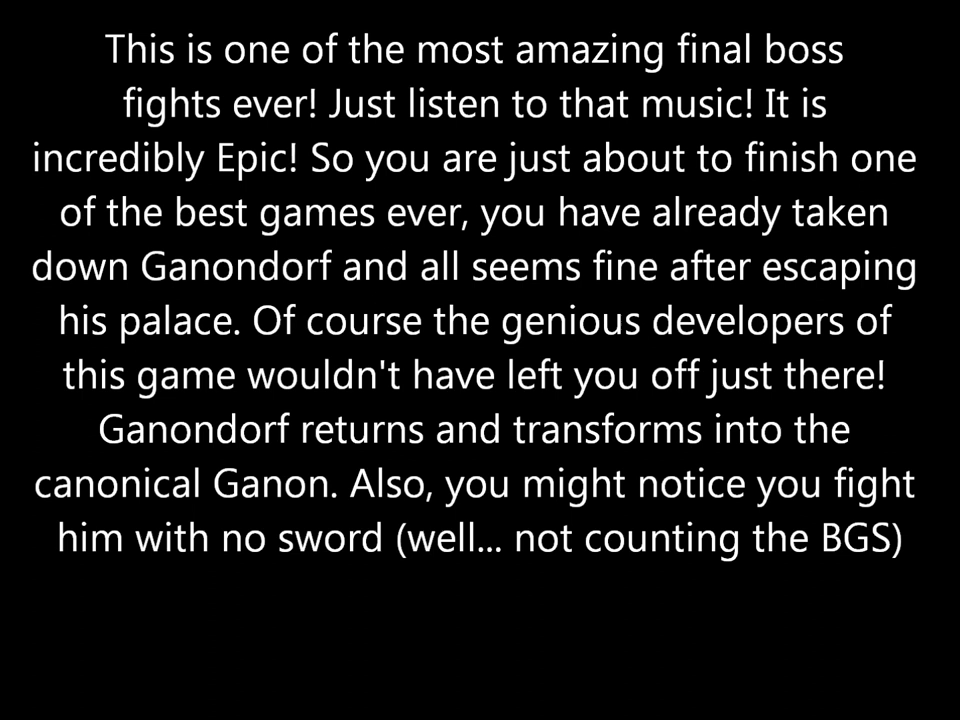 This is one of the most amazing final boss
fights ever! Just listen to that music! It is
incredibly Epic! So you are just about to finish one
of the best games ever, you have already taken
down Ganondorf and all seems fine after escaping
his palace. Of course the genious developers of
this game wouldn't have left you off just there!
Ganondorf returns and transforms into the
canonical Ganon. Also, you might notice you fight
him with no sword (well... not counting the BGS)